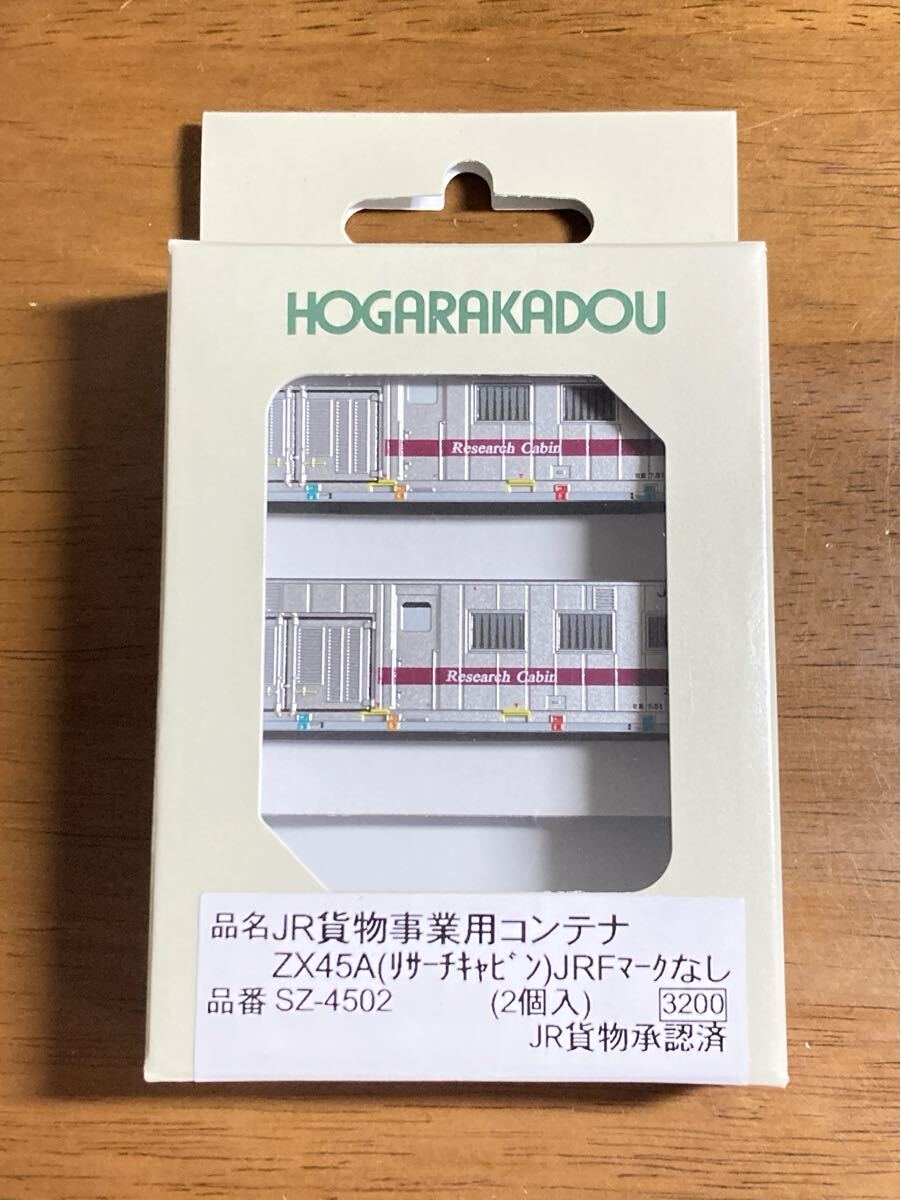 HOGARAKADOU
Research Cabin
Research Cabin
品名JR貨物事業用コンテナ
ZX45A(ﾘｻｰﾁｷｬﾋﾞﾝ)JRFﾏｰｸなし
品番 SZ-4502 (2個入) 3200
JR貨物承認済